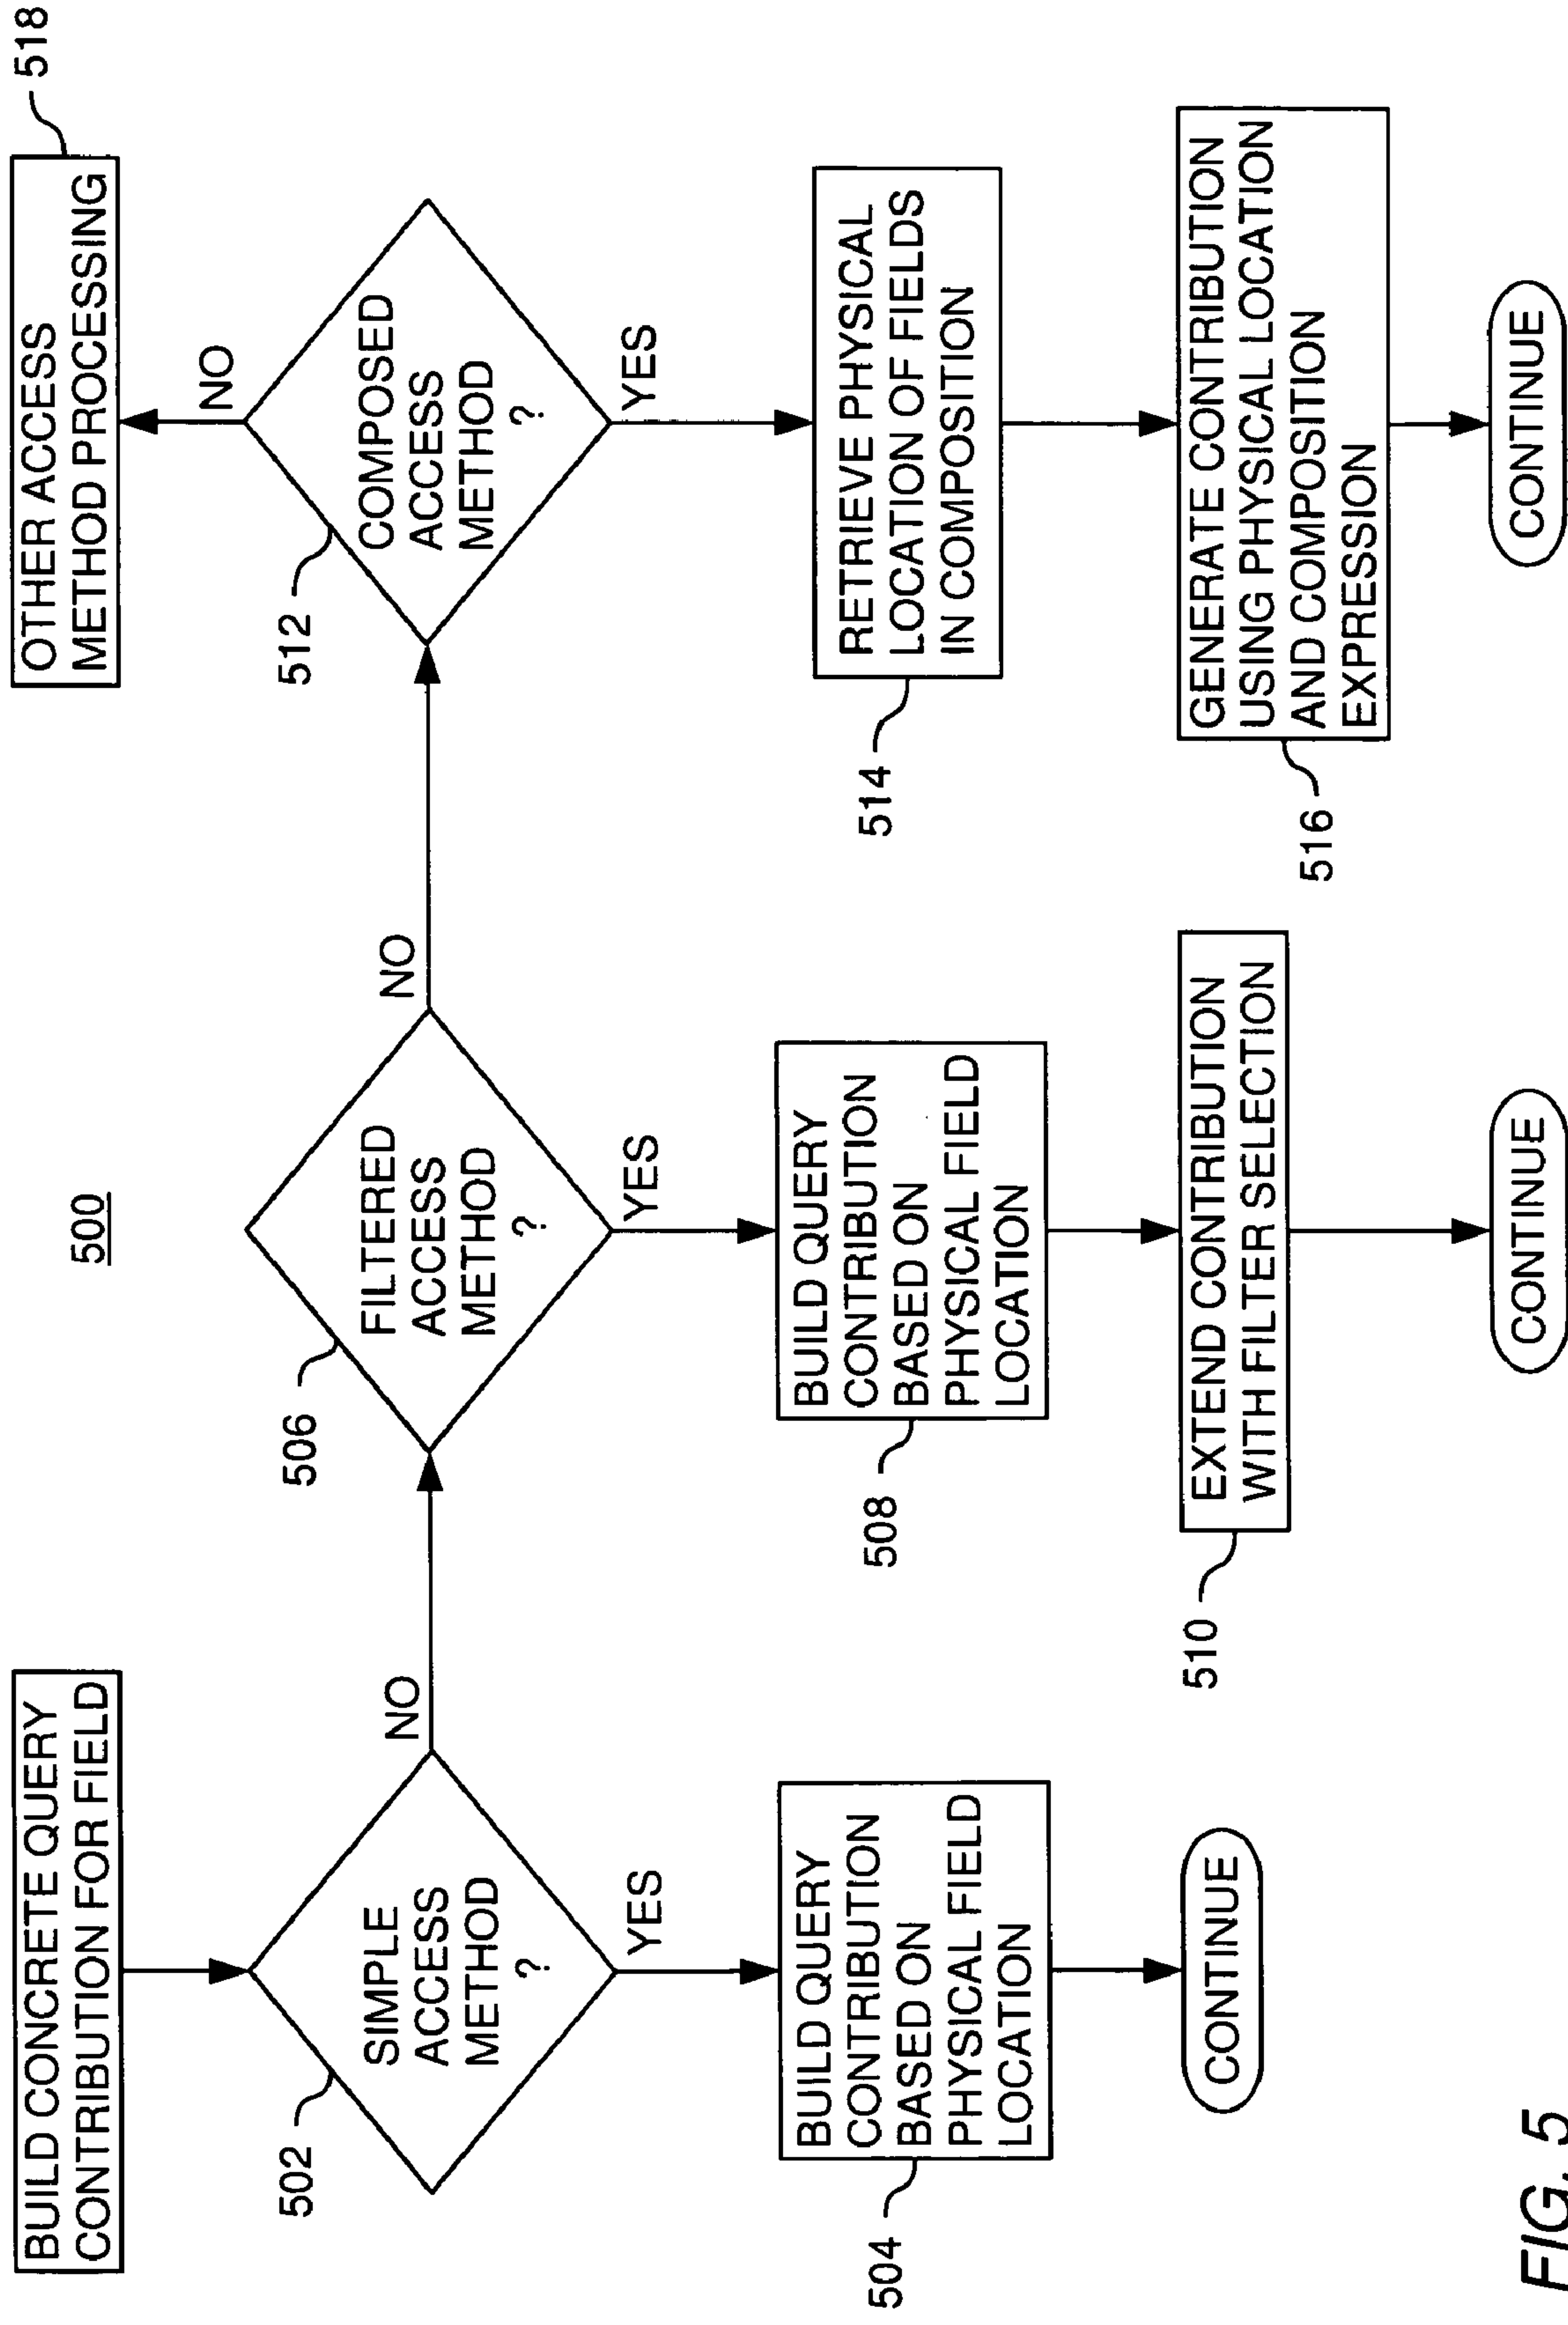 500
BUILD CONCRETE QUERY
CONTRIBUTION FOR FIELD
502
SIMPLE
ACCESS
METHOD
?
NO
YES
504
BUILD QUERY
CONTRIBUTION
BASED ON
PHYSICAL FIELD
LOCATION
CONTINUE
506
FILTERED
ACCESS
METHOD
?
NO
YES
508
BUILD QUERY
CONTRIBUTION
BASED ON
PHYSICAL FIELD
LOCATION
510
EXTEND CONTRIBUTION
WITH FILTER SELECTION
CONTINUE
512
COMPOSED
ACCESS
METHOD
?
NO
OTHER ACCESS
METHOD PROCESSING
518
YES
514
RETRIEVE PHYSICAL
LOCATION OF FIELDS
IN COMPOSITION
516
GENERATE CONTRIBUTION
USING PHYSICAL LOCATION
AND COMPOSITION
EXPRESSION
CONTINUE
FIG. 5